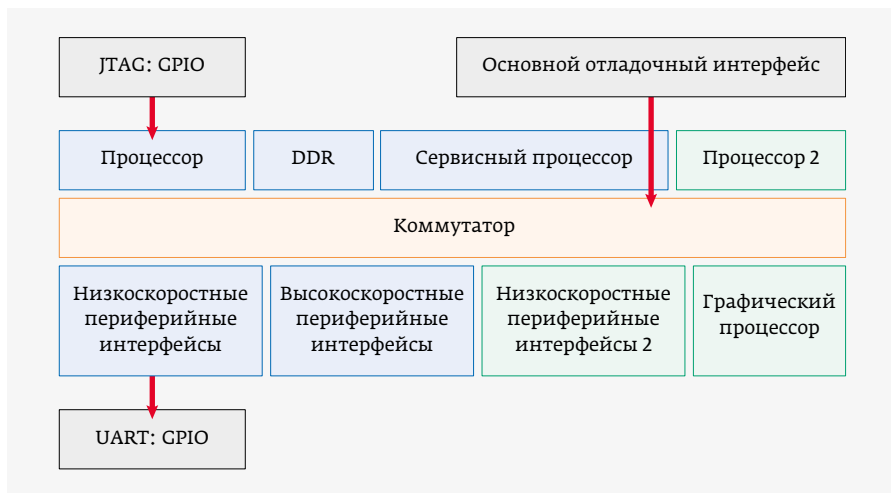 JTAG: GPIO
Основной отладочный интерфейс
Процессор
DDR
Сервисный процессор
Процессор 2
Коммутатор
Низкоскоростные
периферийные
интерфейсы
Высокоскоростные
периферийные
интерфейсы
Низкоскоростные
периферийные
интерфейсы 2
Графический
процессор
UART: GPIO